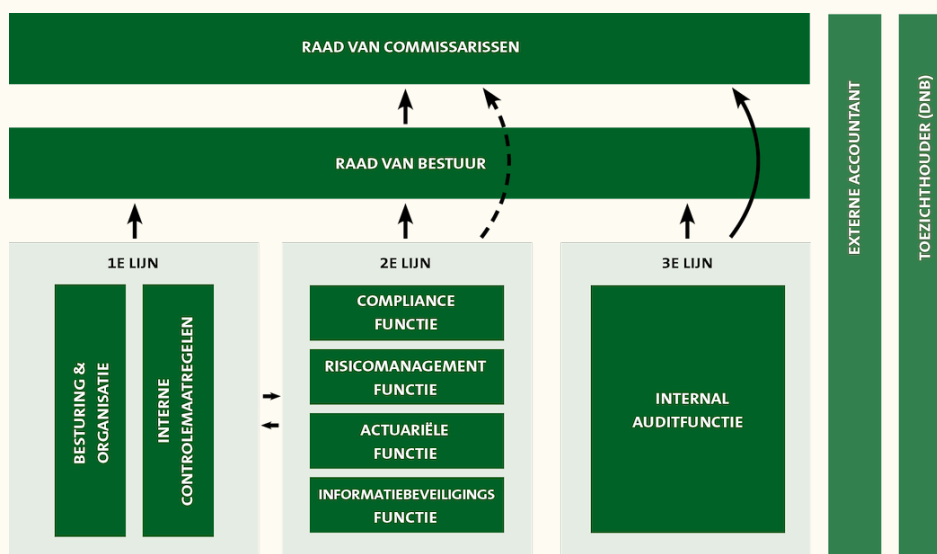 RAAD VAN COMMISSARISSEN
RAAD VAN BESTUUR
1E LIJN
BESTURING &
ORGANISATIE
INTERNE
CONTROLEMAATREGELEN
2E LIJN
COMPLIANCE
FUNCTIE
RISICOMANAGEMENT
FUNCTIE
ACTUARIËLE
FUNCTIE
INFORMATIEBEVEILIGINGS
FUNCTIE
3E LIJN
INTERNAL
AUDITFUNCTIE
EXTERNE ACCOUNTANT
TOEZICHTHOUDER (DNB)